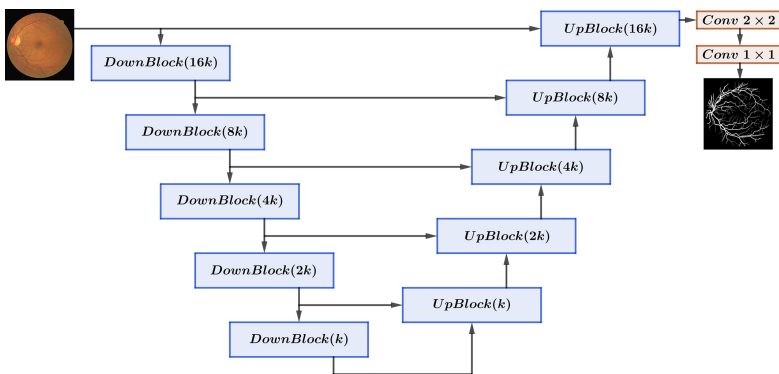 UpBlock(16k)
Conv 2 × 2
Conv 1 × 1
DownBlock(16k)
UpBlock(8k)
DownBlock(8k)
UpBlock(4k)
DownBlock(4k)
UpBlock(2k)
DownBlock(2k)
UpBlock(k)
DownBlock(k)